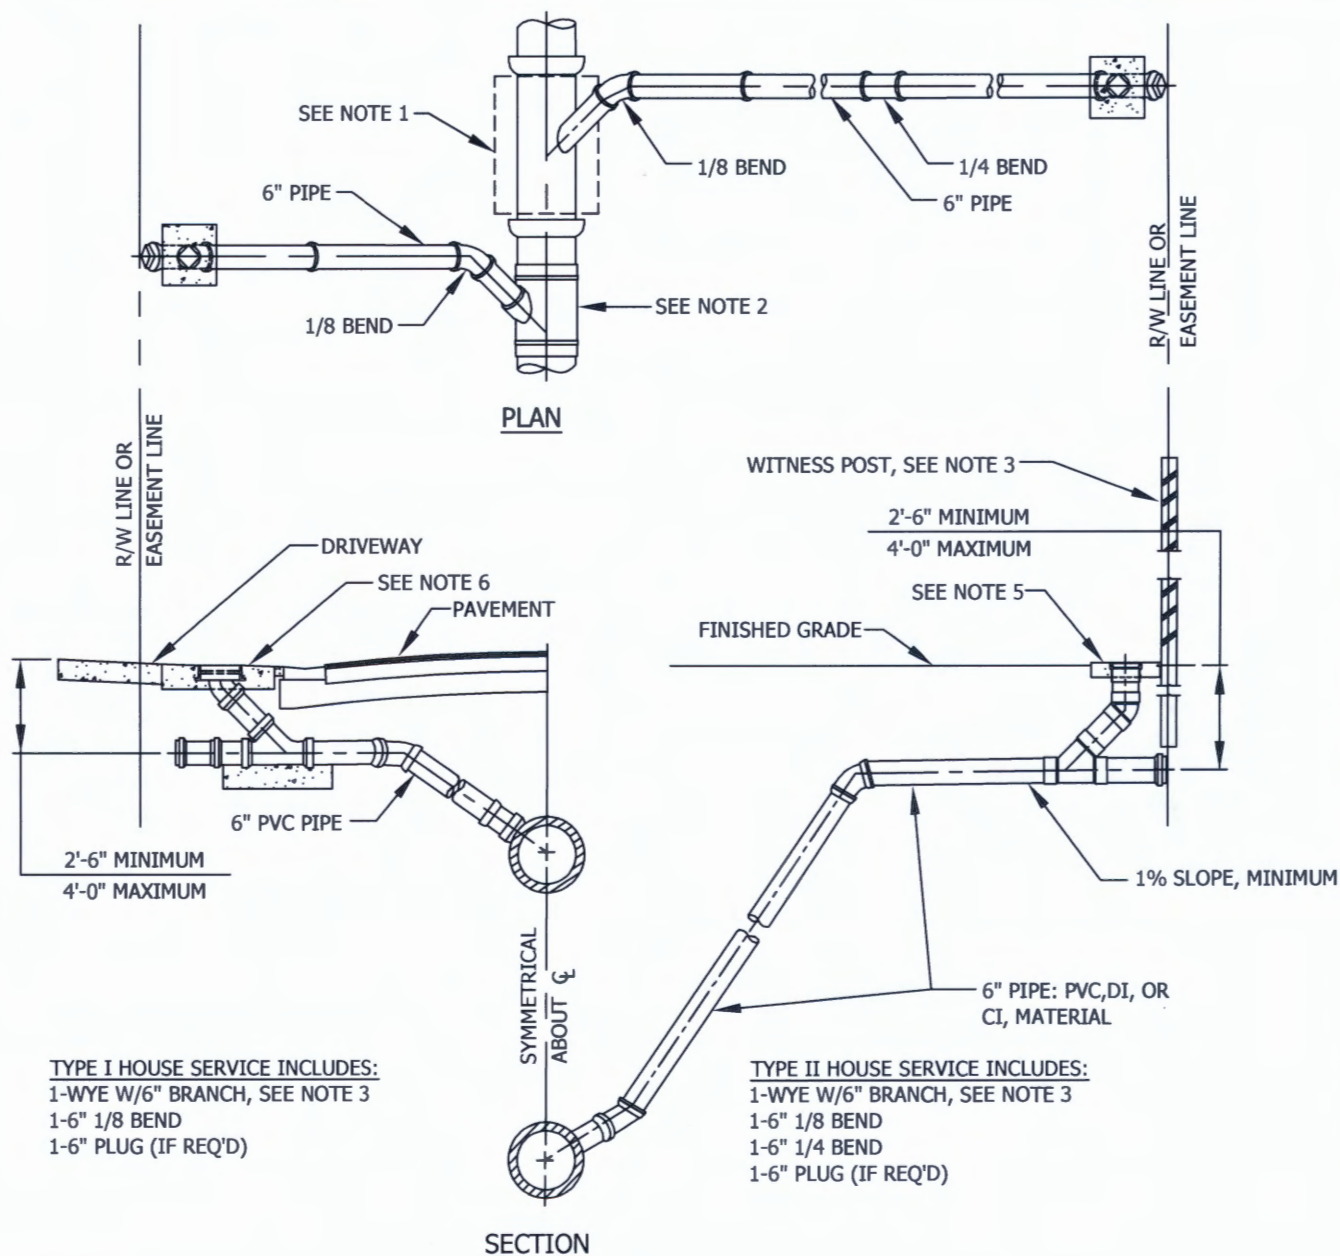 SEE NOTE 1
6" PIPE
1/8 BEND
1/8 BEND
1/4 BEND
6" PIPE
SEE NOTE 2
R/W LINE OR
EASEMENT LINE
PLAN
R/W LINE OR
EASEMENT LINE
DRIVEWAY
SEE NOTE 6
PAVEMENT
6" PVC PIPE
2'-6" MINIMUM
4'-0" MAXIMUM
WITNESS POST, SEE NOTE 3
2'-6" MINIMUM
4'-0" MAXIMUM
SEE NOTE 5
FINISHED GRADE
1% SLOPE, MINIMUM
6" PIPE: PVC,DI, OR
CI, MATERIAL
SYMMETRICAL
ABOUT ℄
TYPE I HOUSE SERVICE INCLUDES:
1-WYE W/6" BRANCH, SEE NOTE 3
1-6" 1/8 BEND
1-6" PLUG (IF REQ'D)
TYPE II HOUSE SERVICE INCLUDES:
1-WYE W/6" BRANCH, SEE NOTE 3
1-6" 1/8 BEND
1-6" 1/4 BEND
1-6" PLUG (IF REQ'D)
SECTION